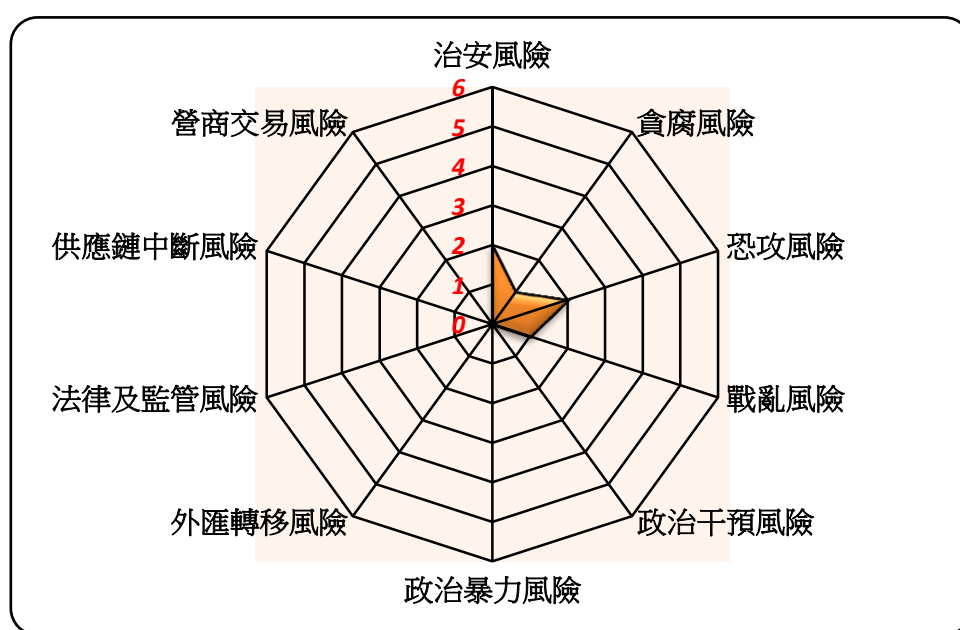 治安風險
6
營商交易風險
貪腐風險
5
4
3
供應鏈中斷風險
2
恐攻風險
1
0
法律及監管風險
戰亂風險
外匯轉移風險
政治干預風險
政治暴力風險